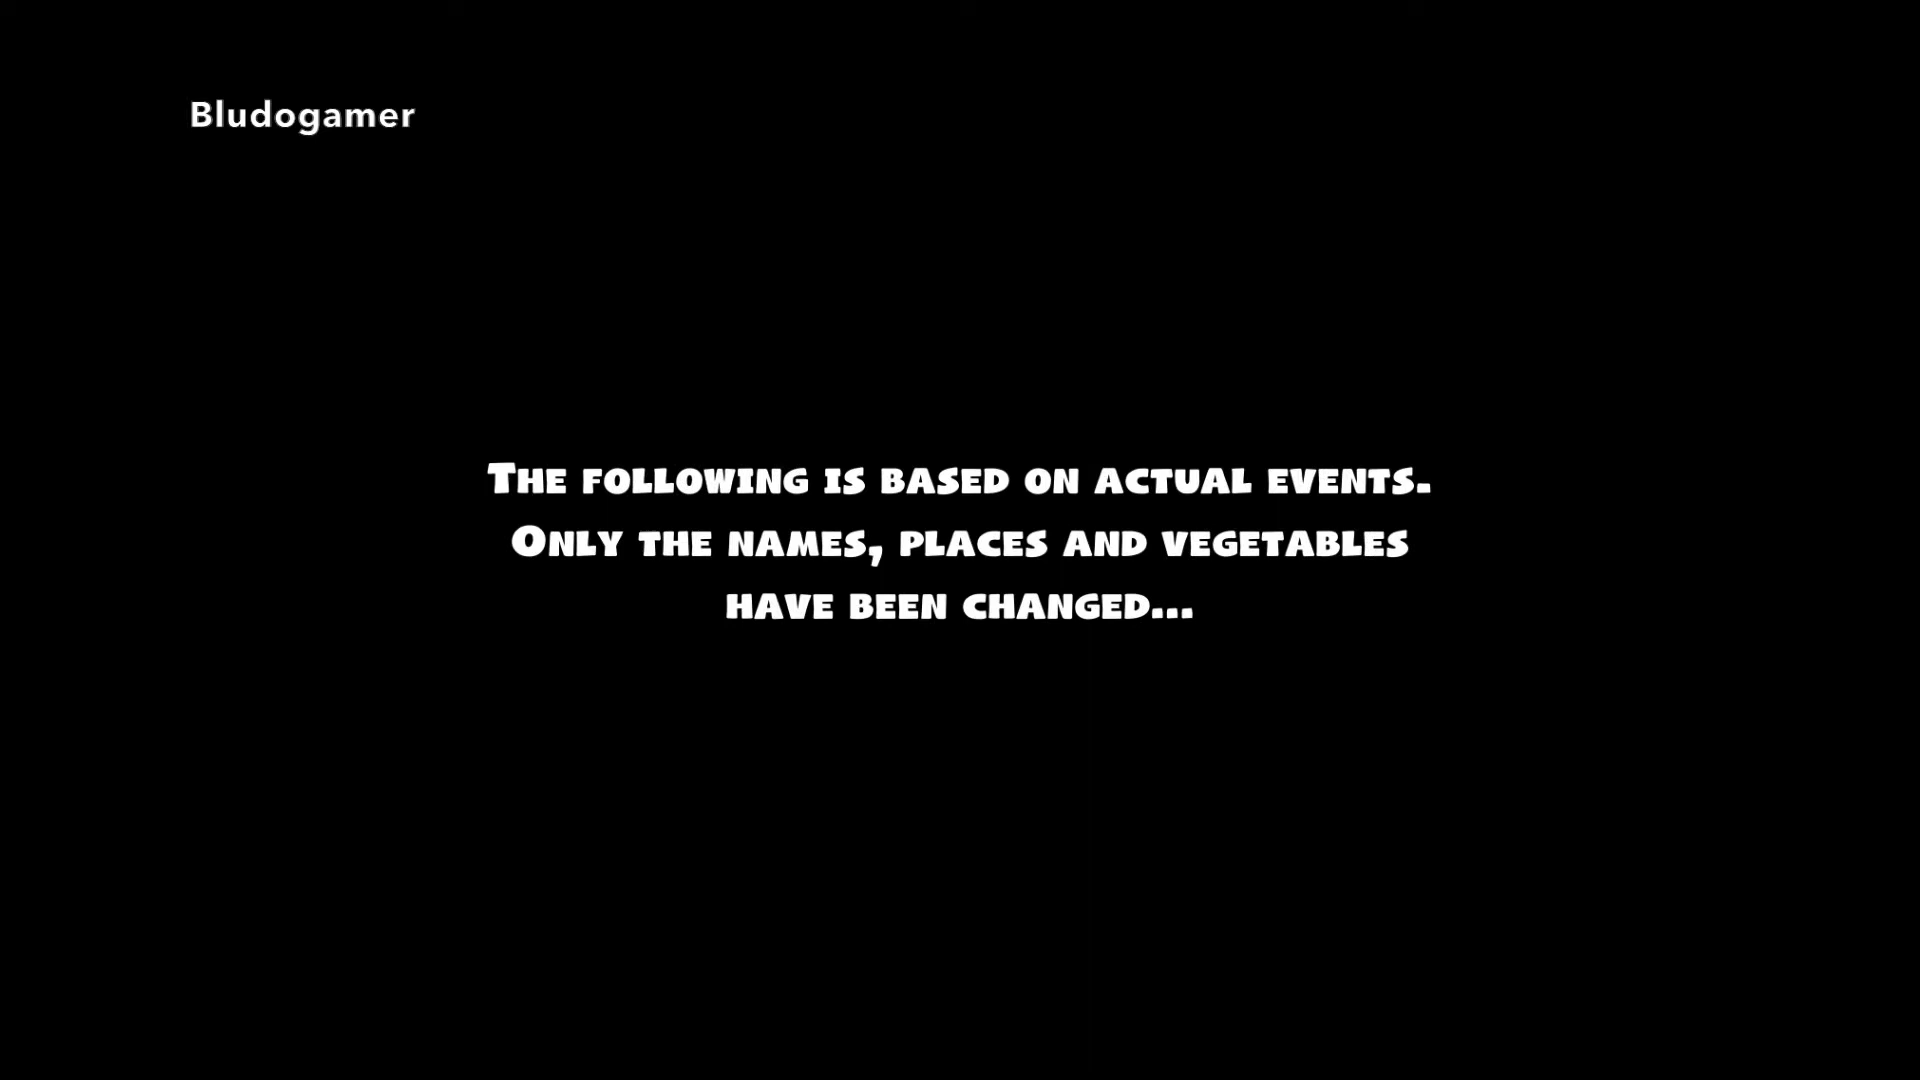 Bludogamer
The following is based on actual events.
Only the names, places and vegetables
have been changed...